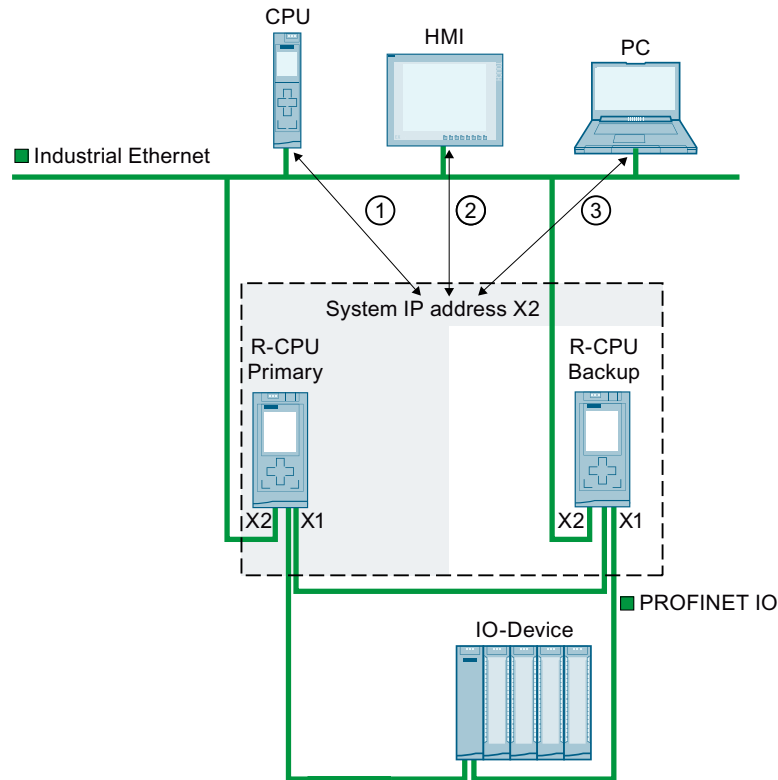 CPU
HMI
PC
Industrial Ethernet
1
2
3
System IP address X2
R-CPU
Primary
R-CPU
Backup
X2
X1
X2
X1
PROFINET IO
IO-Device